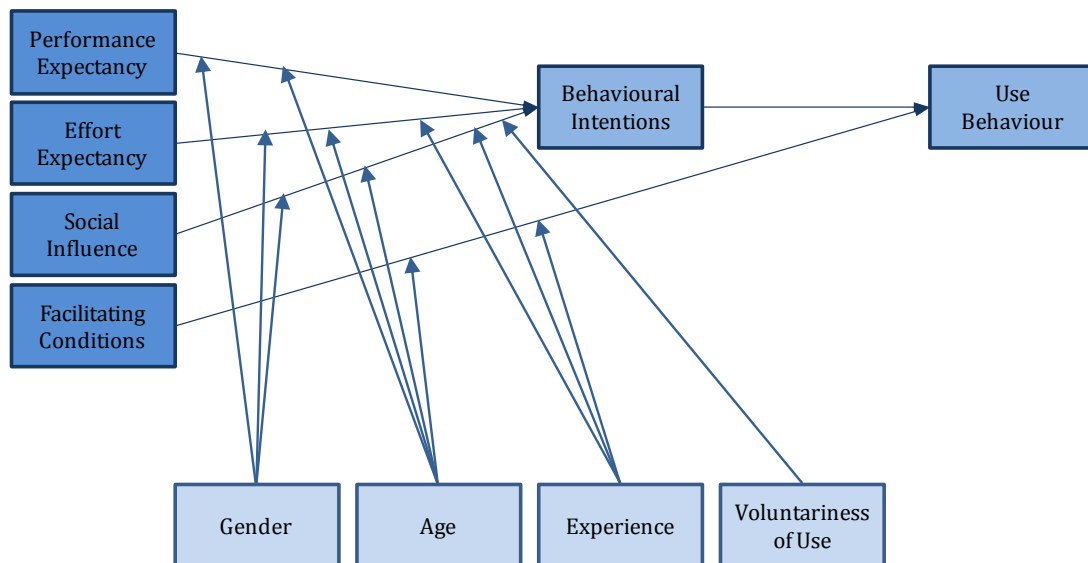 Performance
Expectancy
Effort
Expectancy
Social
Influence
Facilitating
Conditions
Behavioural
Intentions
Use
Behaviour
Gender
Age
Experience
Voluntariness
of Use